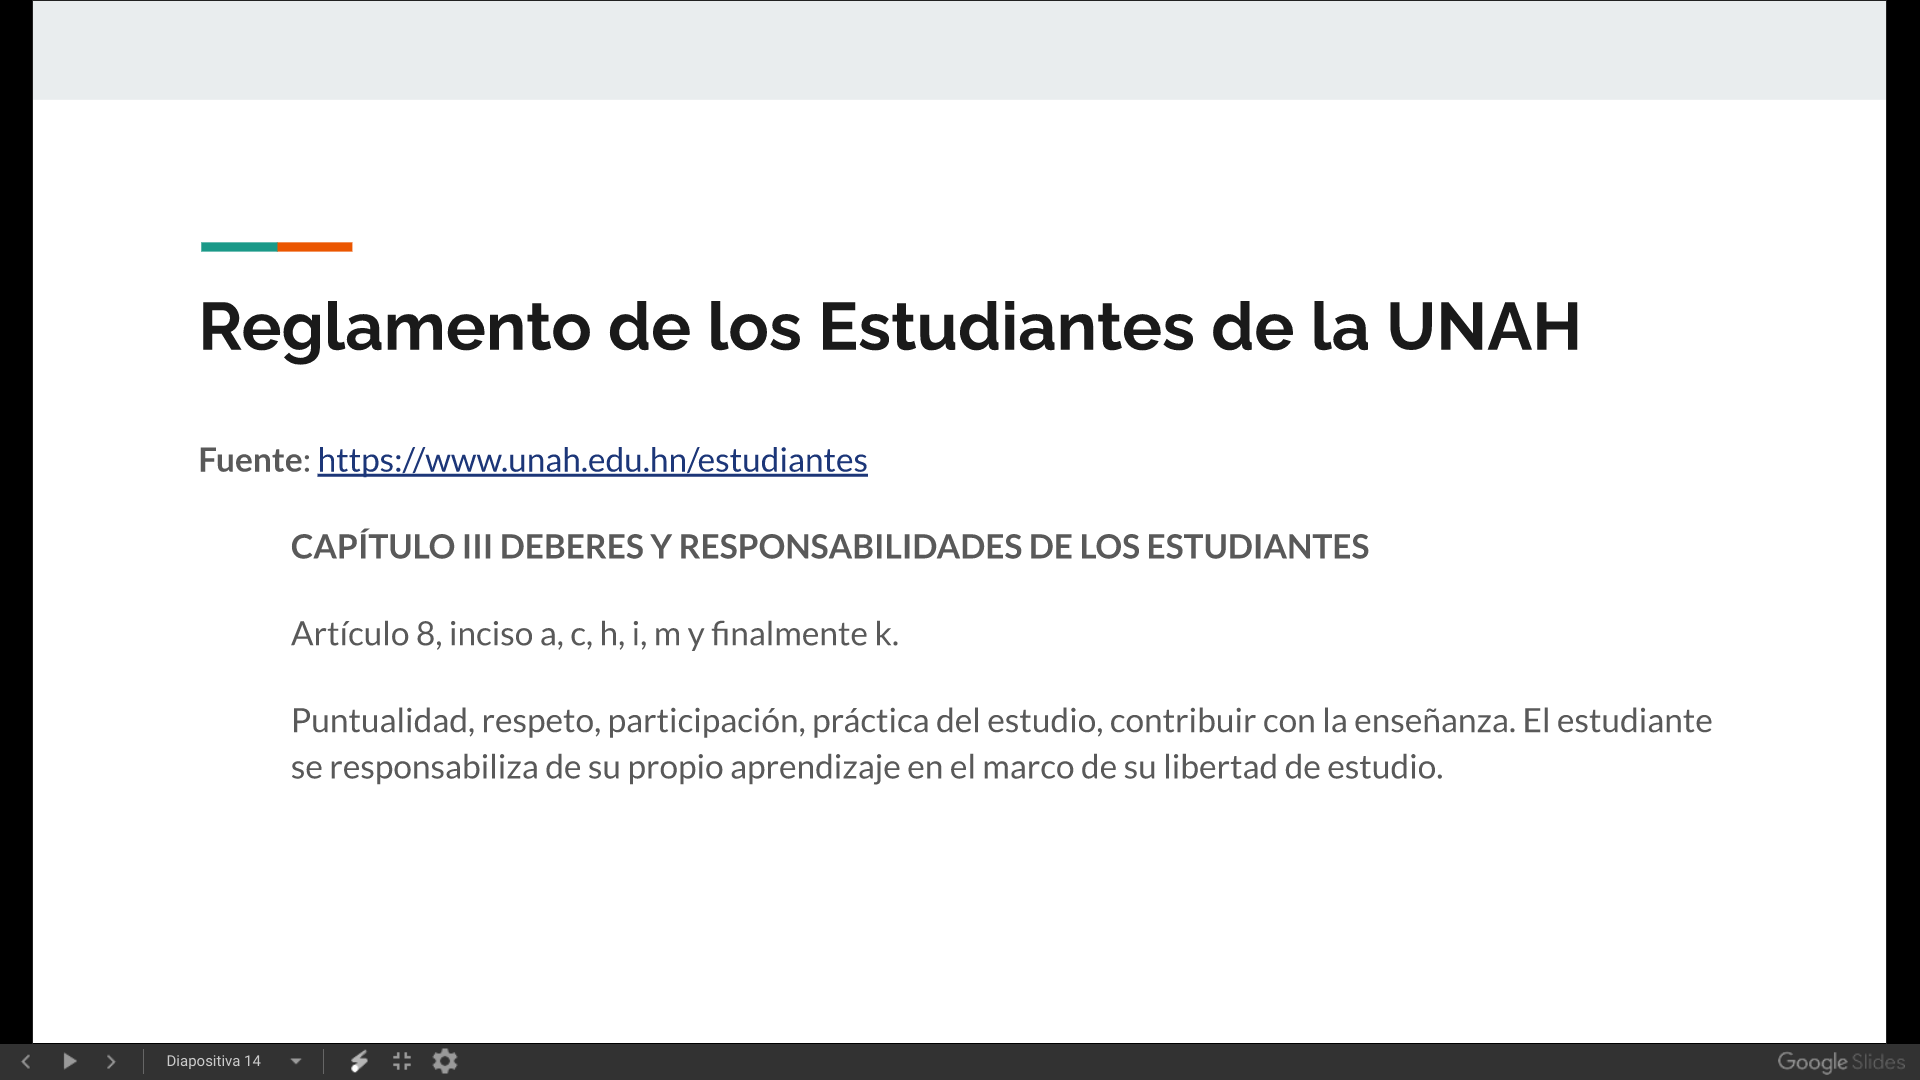 Reglamento de los Estudiantes de la UNAH
Fuente: https://www.unah.edu.hn/estudiantes
CAPÍTULO III DEBERES Y RESPONSABILIDADES DE LOS ESTUDIANTES
Artículo 8, inciso a, c, h, i, m y finalmente k.
Puntualidad, respeto, participación, práctica del estudio, contribuir con la enseñanza. El estudiante
se responsabiliza de su propio aprendizaje en el marco de su libertad de estudio.
Diapositiva 14
Google Slides